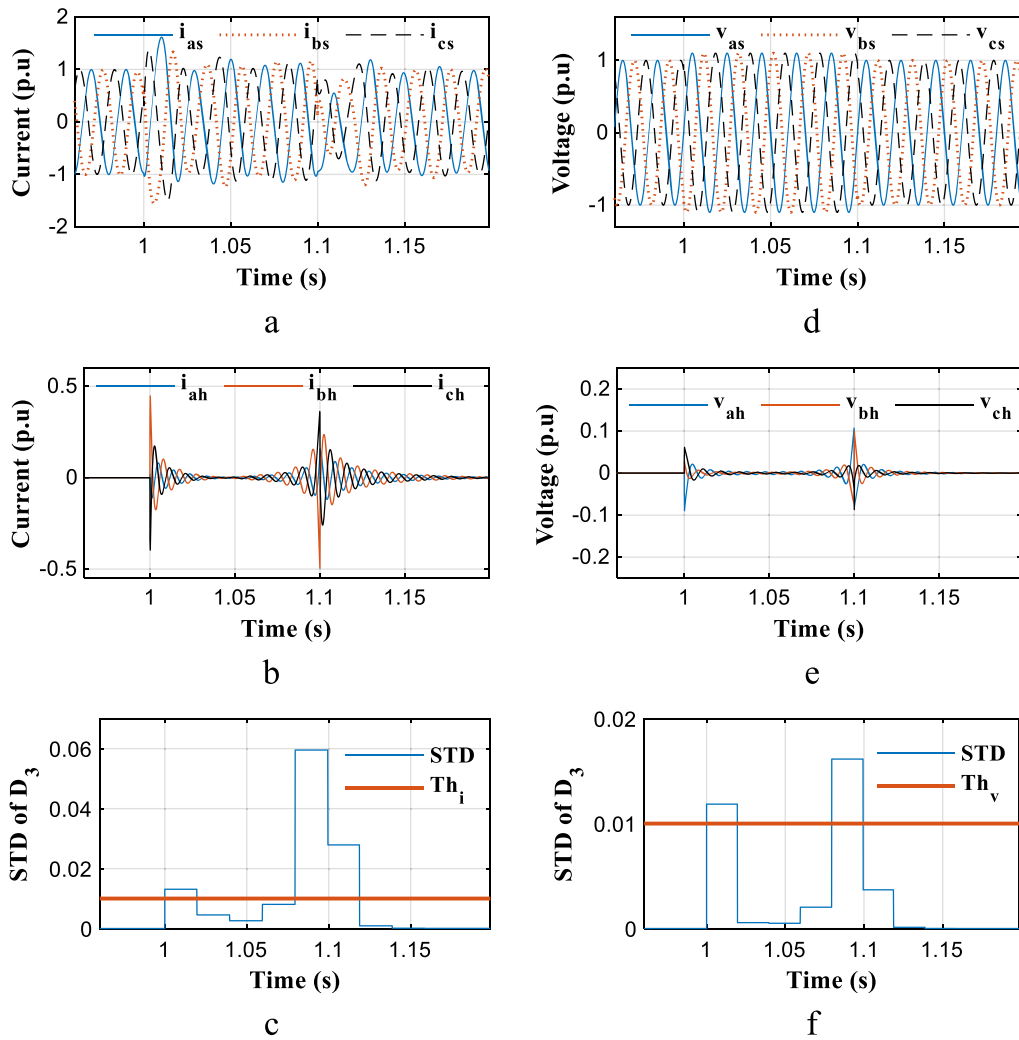 i_as i_bs i_cs
Current (p.u)
2
1
0
-1
-2
1 1.05 1.1 1.15
Time (s)
a
v_as v_bs v_cs
Voltage (p.u)
1
0
-1
1 1.05 1.1 1.15
Time (s)
d
i_ah i_bh i_ch
Current (p.u)
0.5
0
-0.5
1 1.05 1.1 1.15
Time (s)
b
v_ah v_bh v_ch
Voltage (p.u)
0.2
0.1
0
-0.1
-0.2
1 1.05 1.1 1.15
Time (s)
e
STD
Th_i
STD of D_3
0.06
0.04
0.02
0
1 1.05 1.1 1.15
Time (s)
c
STD
Th_v
STD of D_3
0.02
0.01
0
1 1.05 1.1 1.15
Time (s)
f